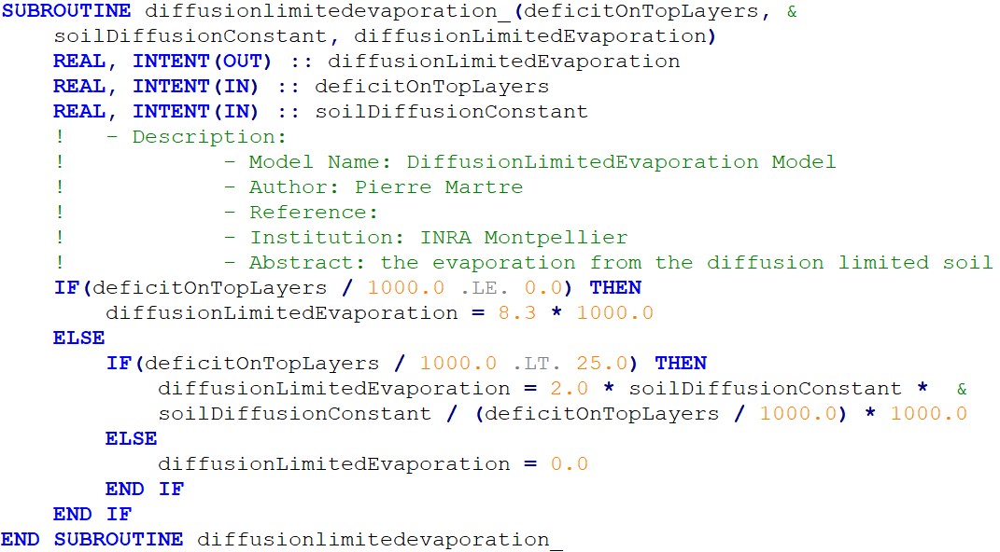 SUBROUTINE diffusionlimitedevaporation_(deficitOnTopLayers, &
    soilDiffusionConstant, diffusionLimitedEvaporation)
    REAL, INTENT(OUT) :: diffusionLimitedEvaporation
    REAL, INTENT(IN) :: deficitOnTopLayers
    REAL, INTENT(IN) :: soilDiffusionConstant
    !   - Description:
    !            - Model Name: DiffusionLimitedEvaporation Model
    !            - Author: Pierre Martre
    !            - Reference:
    !            - Institution: INRA Montpellier
    !            - Abstract: the evaporation from the diffusion limited soil
    IF(deficitOnTopLayers / 1000.0 .LE. 0.0) THEN
        diffusionLimitedEvaporation = 8.3 * 1000.0
    ELSE
        IF(deficitOnTopLayers / 1000.0 .LT. 25.0) THEN
            diffusionLimitedEvaporation = 2.0 * soilDiffusionConstant *  &
            soilDiffusionConstant / (deficitOnTopLayers / 1000.0) * 1000.0
        ELSE
            diffusionLimitedEvaporation = 0.0
        END IF
    END IF
END SUBROUTINE diffusionlimitedevaporation_